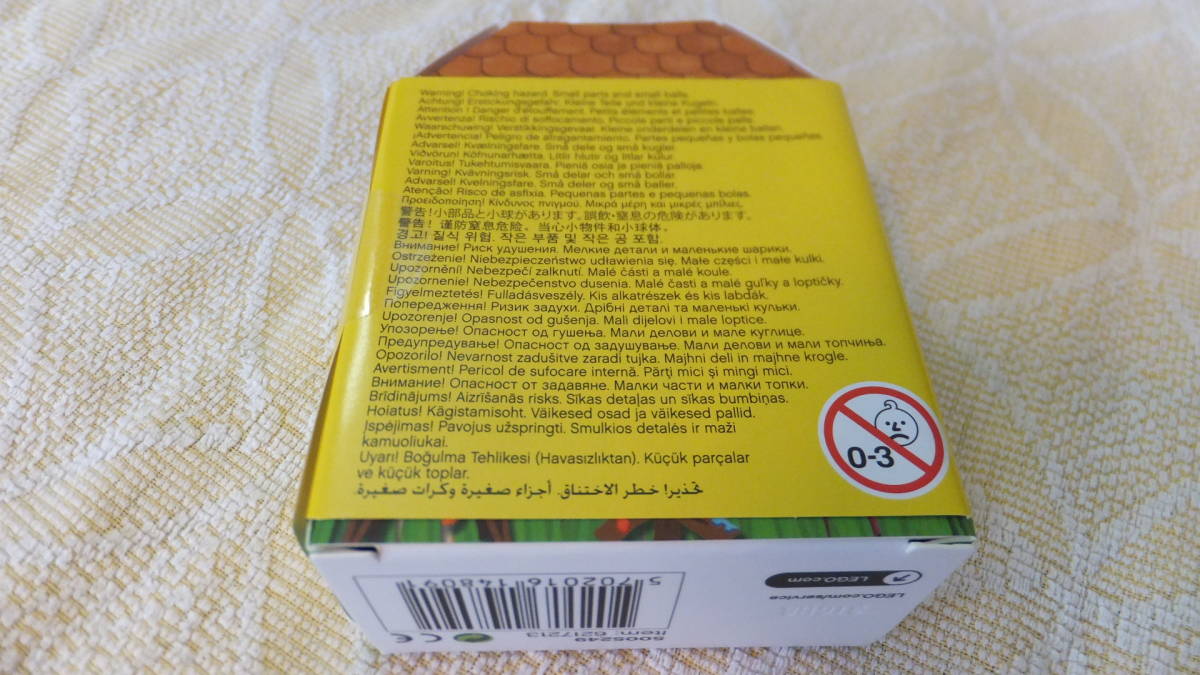 Warning! Choking hazard. Small parts and small balls.
Achtung! Erstickungsgefahr. Kleine Teile und kleine Kugeln.
Attention ! Danger d'étouffement. Petits éléments et petites balles.
Avvertenza! Rischio di soffocamento. Piccole parti e piccole palle.
Waarschuwing! Verstikkingsgevaar. Kleine onderdelen en kleine ballen.
¡Advertencia! Peligro de atragantamiento. Partes pequeñas y bolas pequeñas.
Advarsel! Kvælningsfare. Små dele og små kugler.
Viðvörun! Köfnunarhætta. Litlir hlutir og litlar kúlur.
Varoitus! Tukehtumisvaara. Pieniä osia ja pieniä palloja.
Varning! Kvävningsrisk. Små delar och små bollar.
Advarsel! Kvelningsfare. Små deler og små baller.
Atenção! Risco de asfixia. Pequenas partes e pequenas bolas.
Προειδοποίηση! Κίνδυνος πνιγμού. Μικρά μέρη και μικρές μπίλιες.
警告!小部品と小球があります。誤飲・窒息の危険があります。
警告! 谨防窒息危险。当心小物件和小球体。
경고! 질식 위험. 작은 부품 및 작은 공 포함.
Внимание! Риск удушения. Мелкие детали и маленькие шарики.
Ostrzeżenie! Niebezpieczeństwo udławienia się. Małe części i małe kulki.
Upozornění! Nebezpečí zalknutí. Malé části a malé koule.
Upozornenie! Nebezpečenstvo dusenia. Malé časti a malé guľky a loptičky.
Figyelmeztetés! Fulladásveszély. Kis alkatrészek és kis labdák.
Попередження! Ризик задухи. Дрібні деталі та маленькі кульки.
Upozorenje! Opasnost od gušenja. Mali dijelovi i male loptice.
Упозорење! Опасност од гушења. Мали делови и мале куглице.
Предупредување! Опасност од задушување. Мали делови и мали топчиња.
Opozorilo! Nevarnost zadušitve zaradi tujka. Majhni deli in majhne krogle.
Avertisment! Pericol de sufocare internă. Părți mici și mingi mici.
Внимание! Опасност от задавяне. Малки части и малки топки.
Brīdinājums! Aizrīšanās risks. Sīkas detaļas un sīkas bumbiņas.
Hoiatus! Kägistamisoht. Väikesed osad ja väikesed pallid.
Įspėjimas! Pavojus užspringti. Smulkios detalės ir maži
kamuoliukai.
Uyarı! Boğulma Tehlikesi (Havasızlıktan). Küçük parçalar
ve küçük toplar.
تحذير! خطر الاختناق. أجزاء صغيرة وكرات صغيرة.
0-3
5 702016 148091
5005249
Item: 6217213
CE
LEGO.com
LEGO.com/service